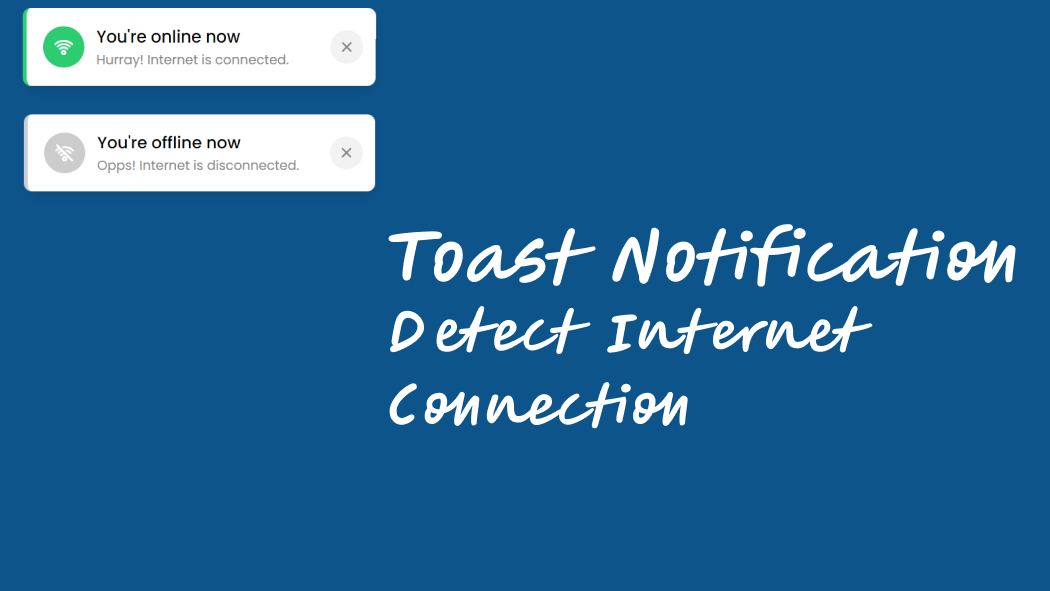 You're online now
Hurray! Internet is connected.
You're offline now
Opps! Internet is disconnected.
Toast Notification
Detect Internet
Connection